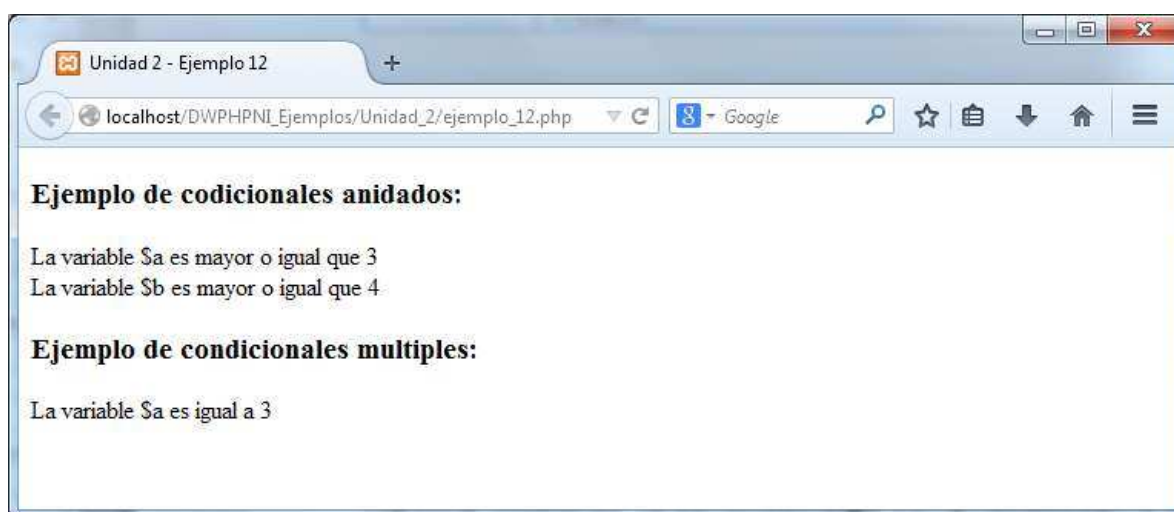 Unidad 2 - Ejemplo 12
localhost/DWPHPNI_Ejemplos/Unidad_2/ejemplo_12.php
Google
Ejemplo de codicionales anidados:
La variable $a es mayor o igual que 3
La variable $b es mayor o igual que 4
Ejemplo de condicionales multiples:
La variable $a es igual a 3